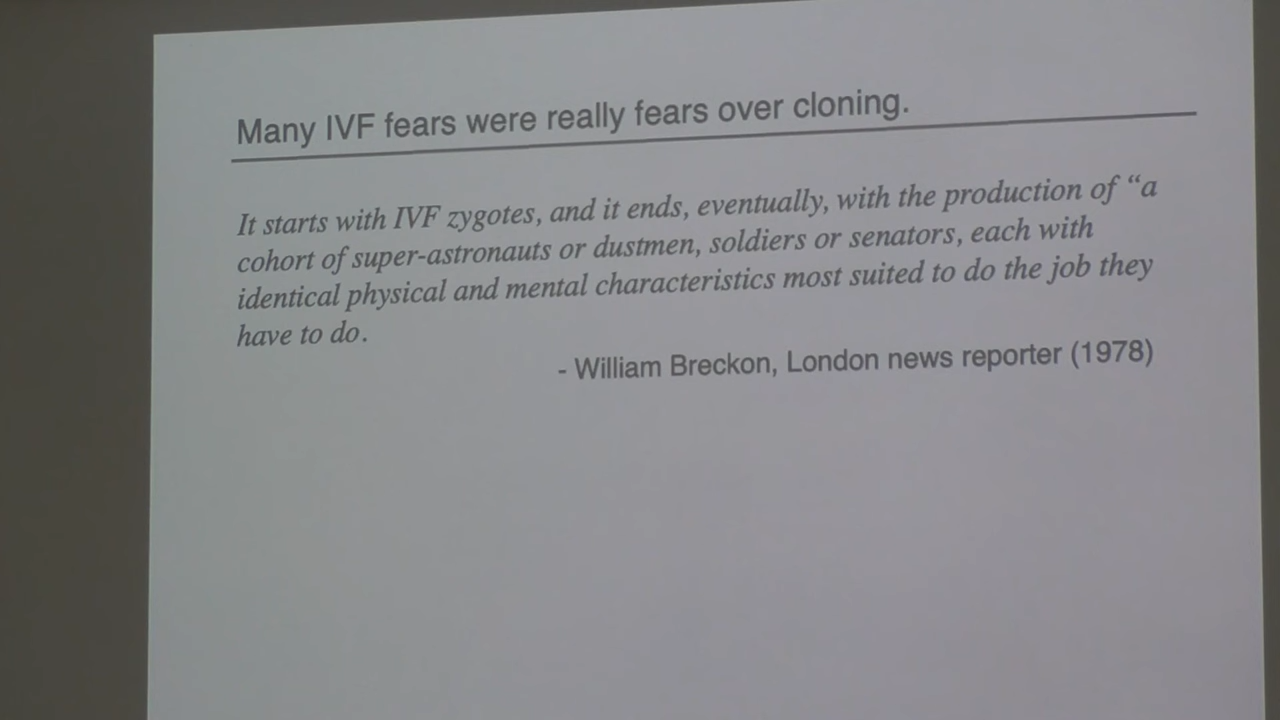 Many IVF fears were really fears over cloning.
It starts with IVF zygotes, and it ends, eventually, with the production of “a
cohort of super-astronauts or dustmen, soldiers or senators, each with
identical physical and mental characteristics most suited to do the job they
have to do.
- William Breckon, London news reporter (1978)